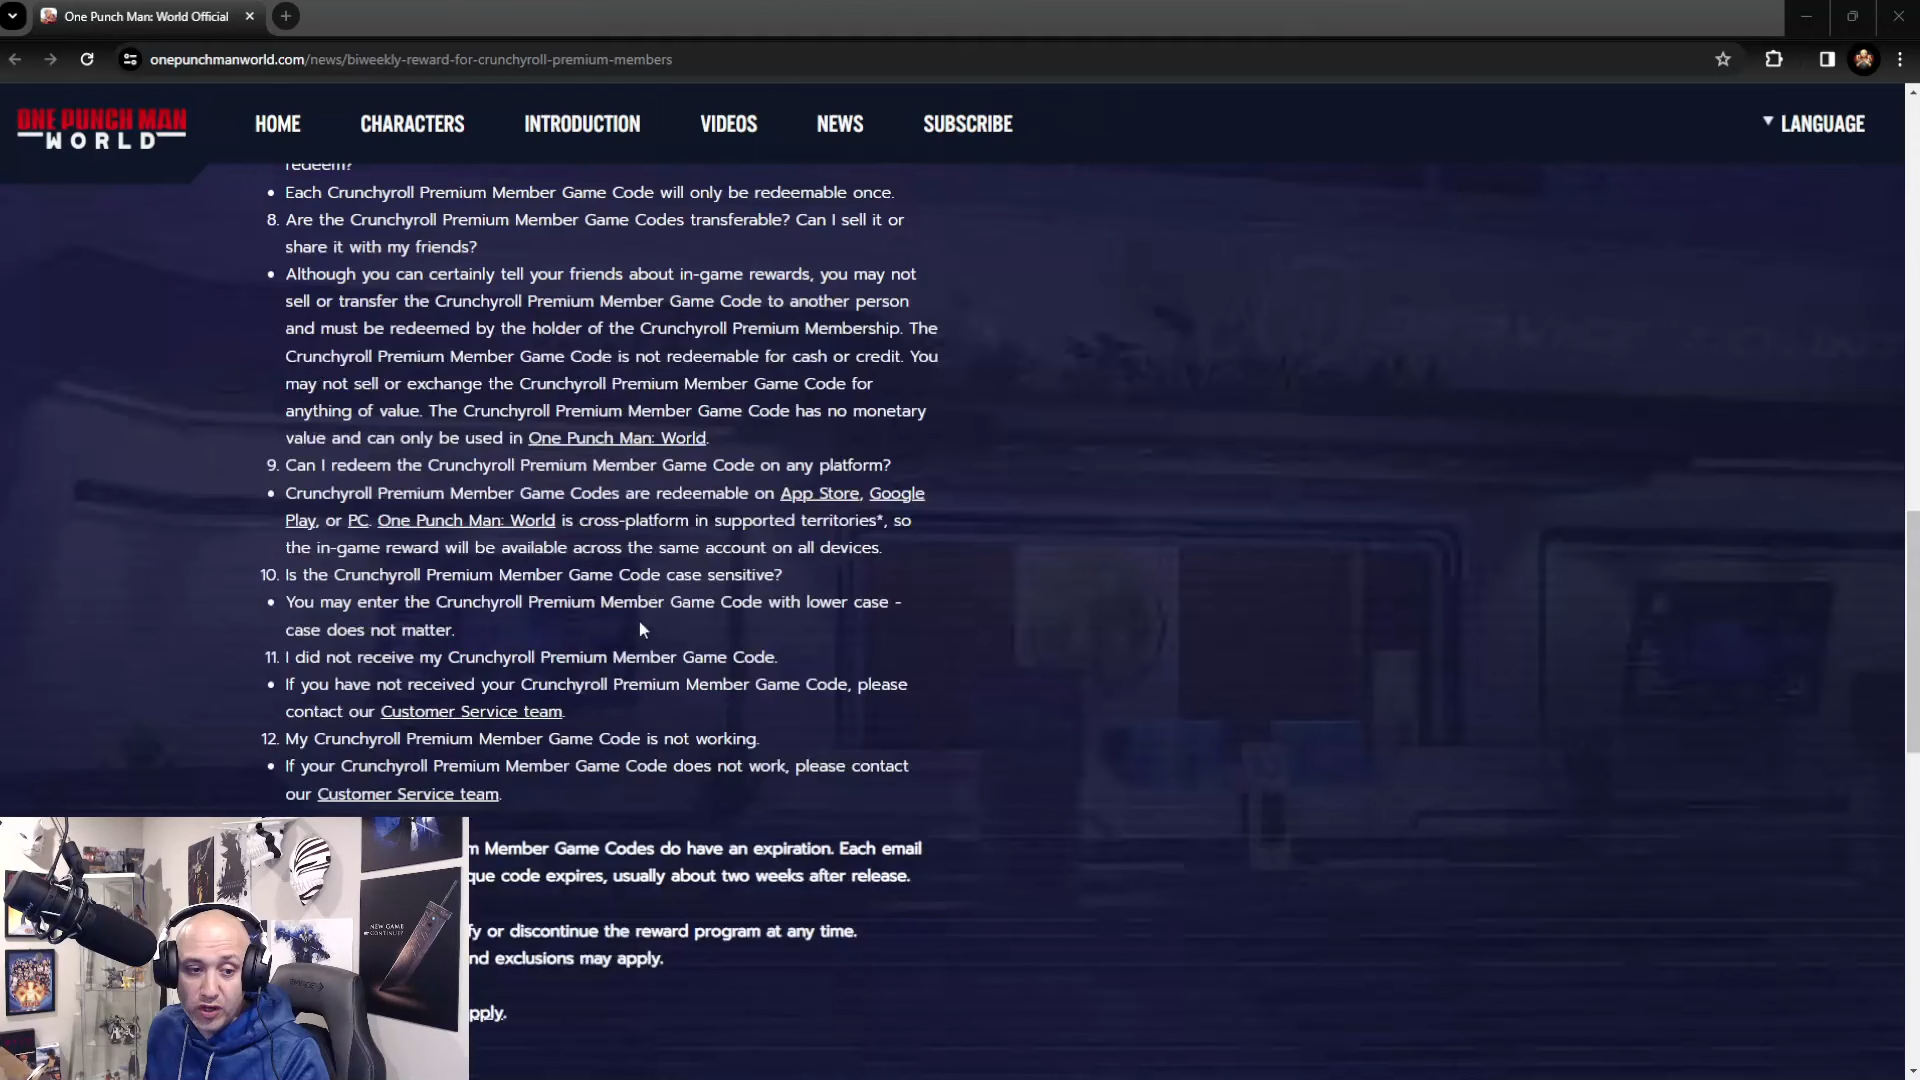 One Punch Man: World Official
onepunchmanworld.com/news/biweekly-reward-for-crunchyroll-premium-members
ONE PUNCH MAN
WORLD
HOME
CHARACTERS
INTRODUCTION
VIDEOS
NEWS
SUBSCRIBE
LANGUAGE
redeem?
• Each Crunchyroll Premium Member Game Code will only be redeemable once.
8. Are the Crunchyroll Premium Member Game Codes transferable? Can I sell it or
share it with my friends?
• Although you can certainly tell your friends about in-game rewards, you may not
sell or transfer the Crunchyroll Premium Member Game Code to another person
and must be redeemed by the holder of the Crunchyroll Premium Membership. The
Crunchyroll Premium Member Game Code is not redeemable for cash or credit. You
may not sell or exchange the Crunchyroll Premium Member Game Code for
anything of value. The Crunchyroll Premium Member Game Code has no monetary
value and can only be used in One Punch Man: World.
9. Can I redeem the Crunchyroll Premium Member Game Code on any platform?
• Crunchyroll Premium Member Game Codes are redeemable on App Store, Google
Play, or PC. One Punch Man: World is cross-platform in supported territories*, so
the in-game reward will be available across the same account on all devices.
10. Is the Crunchyroll Premium Member Game Code case sensitive?
• You may enter the Crunchyroll Premium Member Game Code with lower case -
case does not matter.
11. I did not receive my Crunchyroll Premium Member Game Code.
• If you have not received your Crunchyroll Premium Member Game Code, please
contact our Customer Service team.
12. My Crunchyroll Premium Member Game Code is not working.
• If your Crunchyroll Premium Member Game Code does not work, please contact
our Customer Service team.
Member Game Codes do have an expiration. Each email
que code expires, usually about two weeks after release.
fy or discontinue the reward program at any time.
nd exclusions may apply.
pply.
NEW GAME
CONTINUE?